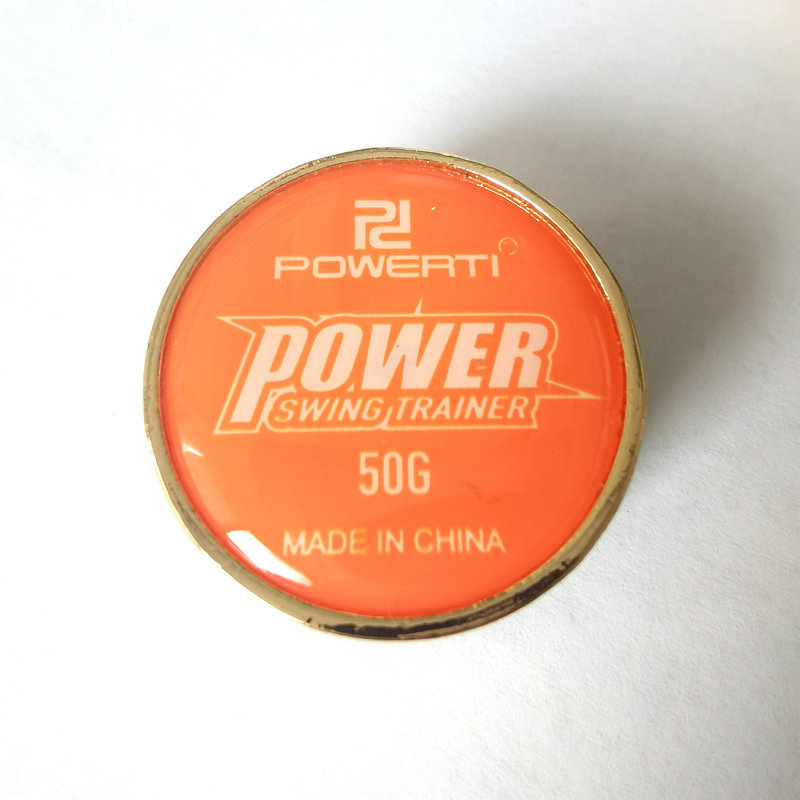 POWERTI
POWER
SWING TRAINER
50G
MADE IN CHINA